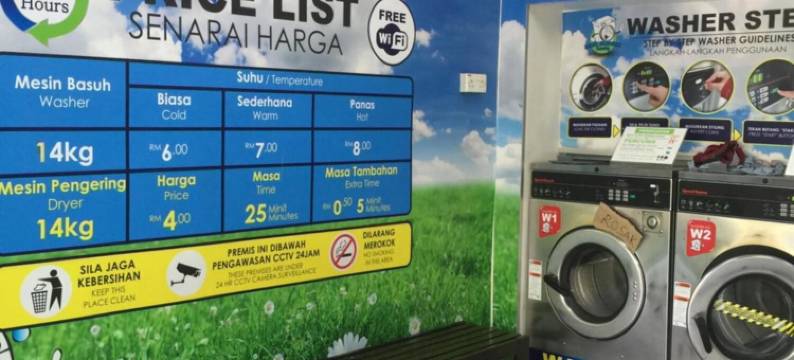 Hours
PRICE LIST
SENARAI HARGA
FREE
WiFi
Mesin Basuh
Washer
Suhu / Temperature
Biasa
Cold
Sederhana
Warm
Panas
Hot
14kg
RM 6.00
RM 7.00
RM 8.00
Mesin Pengering
Dryer
14kg
Harga
Price
RM 4.00
Masa
Time
25 Minit
Minutes
Masa Tambahan
Extra Time
RM 0.50 5 Minit
Minutes
SILA JAGA
KEBERSIHAN
KEEP THIS
PLACE CLEAN
PREMIS INI DIBAWAH
PENGAWASAN CCTV 24JAM
THESE PREMISES ARE UNDER
24 HR CCTV CAMERA SURVEILLANCE
DILARANG
MEROKOK
NO SMOKING
IN THIS AREA
WASHER STE
STEP BY STEP WASHER GUIDELINES
LANGKAH-LANGKAH PENGGUNAAN
W1
ROSAK
W2